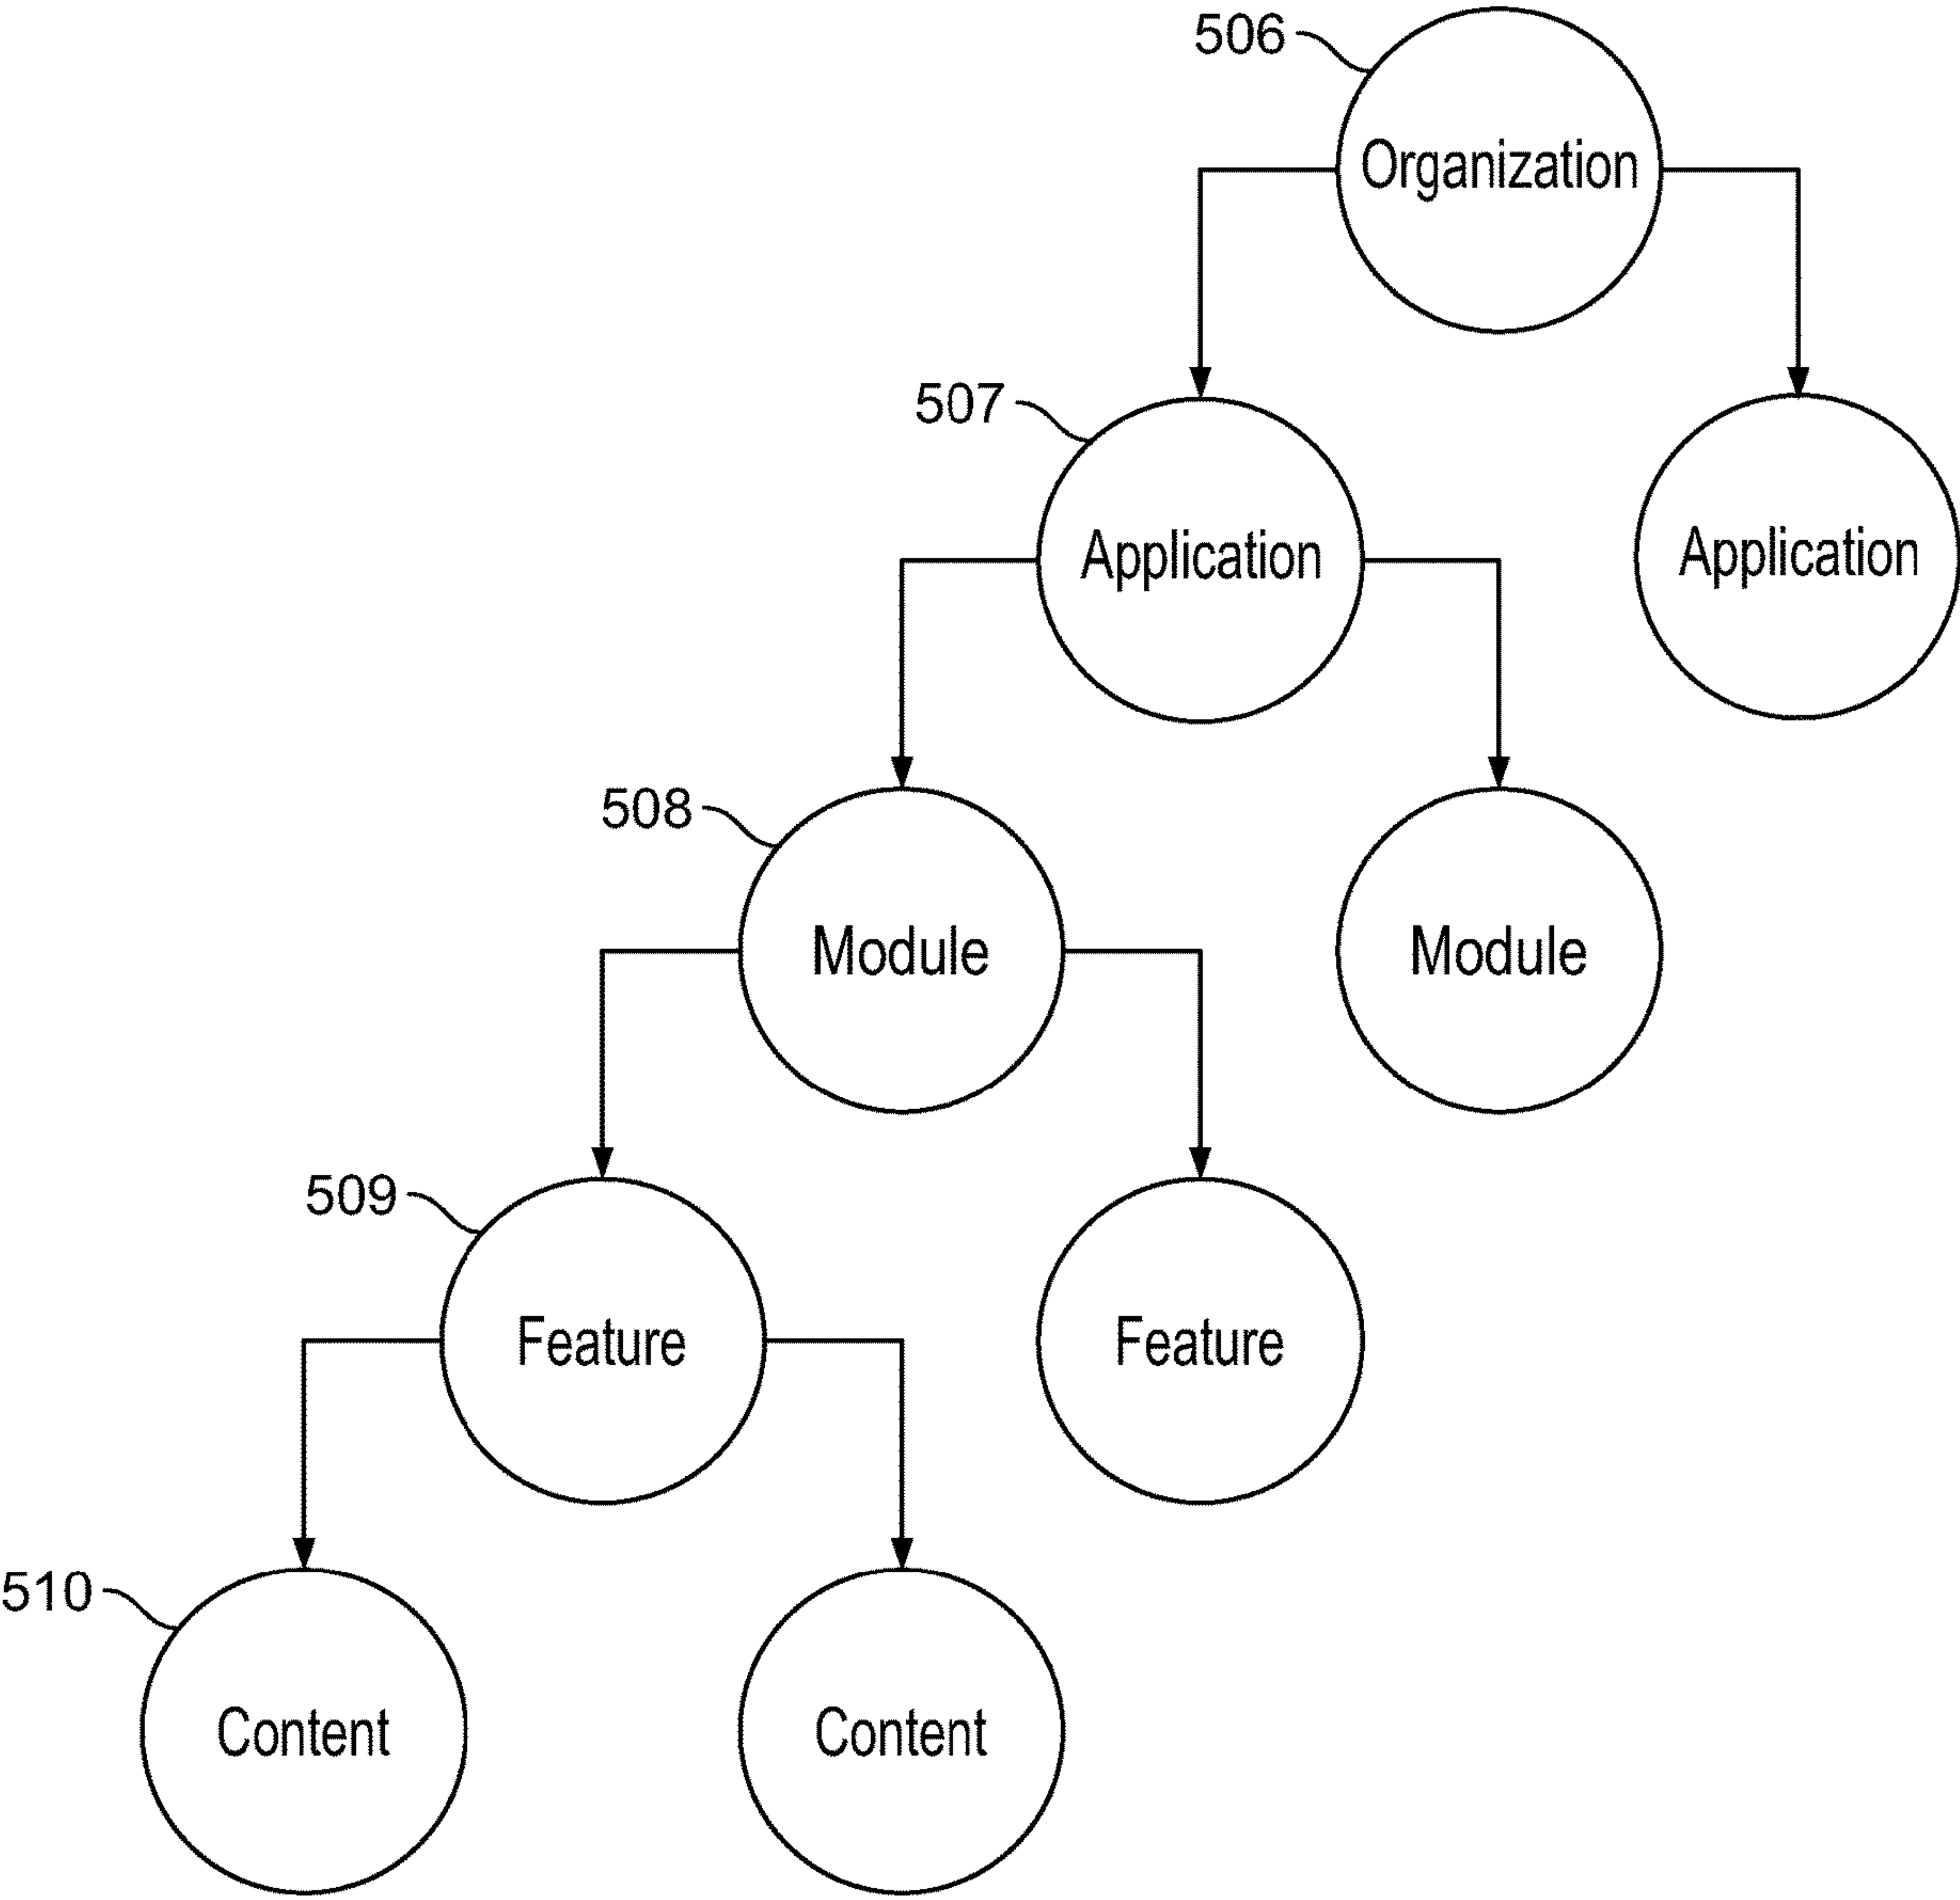 506
Organization
507
Application
Application
508
Module
Module
509
Feature
Feature
510
Content
Content